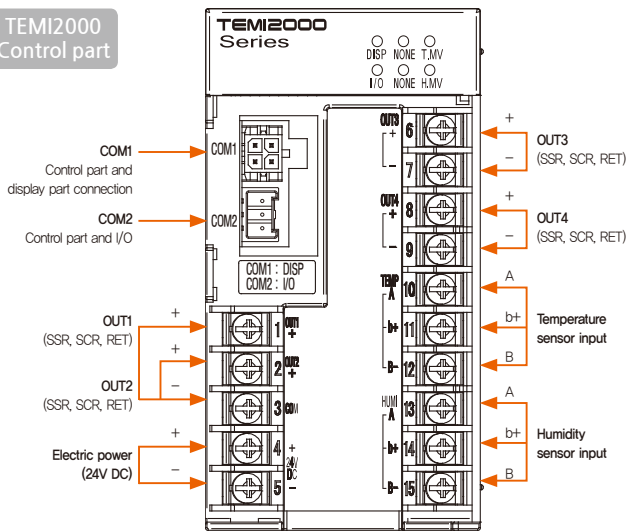 TEMI2000
Control part
TEMI2000
Series
DISP NONE T.MV
I/O NONE H.MV
COM1
Control part and
display part connection
COM2
Control part and I/O
COM1
COM2
COM1 : DISP
COM2 : I/O
OUT1
(SSR, SCR, RET)
OUT2
(SSR, SCR, RET)
Electric power
(24V DC)
+
+
−
+
−
1 OUT1 +
2 OUT2 +
3 COM
4 +
24V
DC
5 −
OUT3 + 6
− 7
OUT4 + 8
− 9
TEMP A 10
b+ 11
B− 12
HUMI A 13
b+ 14
B− 15
+
−
OUT3
(SSR, SCR, RET)
+
−
OUT4
(SSR, SCR, RET)
A
b+
B
Temperature
sensor input
A
b+
B
Humidity
sensor input